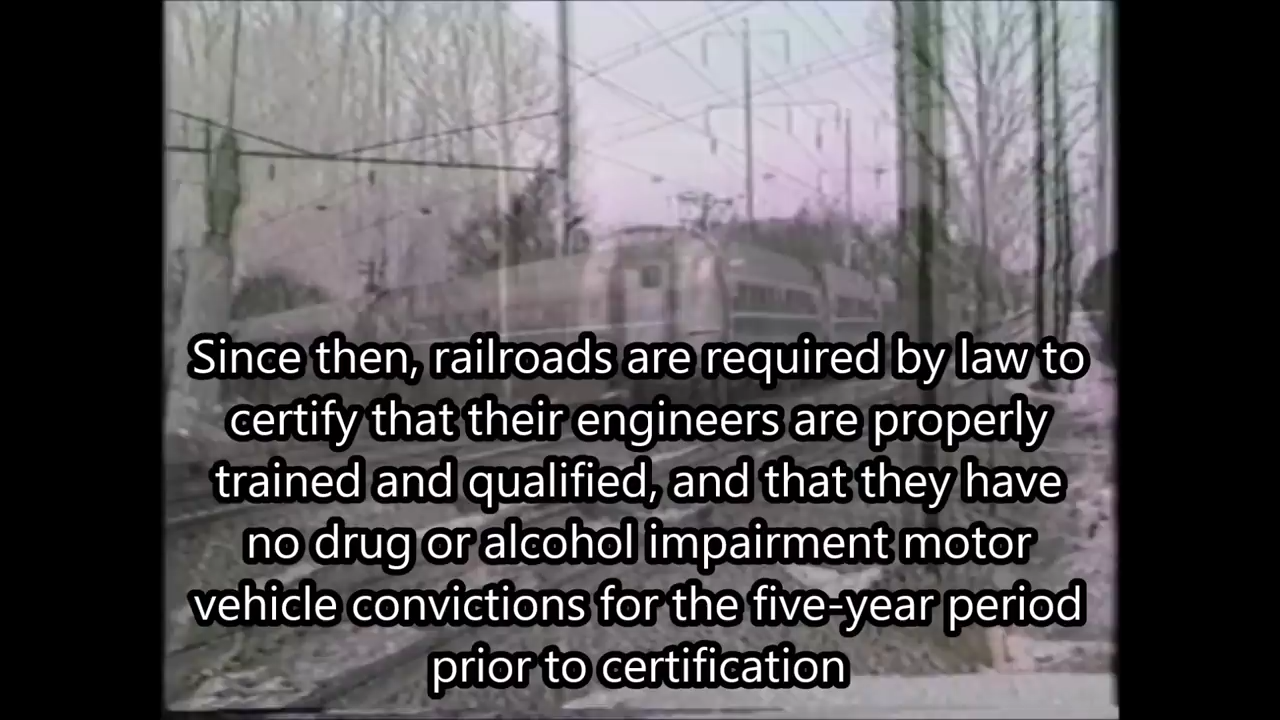 Since then, railroads are required by law to
certify that their engineers are properly
trained and qualified, and that they have
no drug or alcohol impairment motor
vehicle convictions for the five-year period
prior to certification